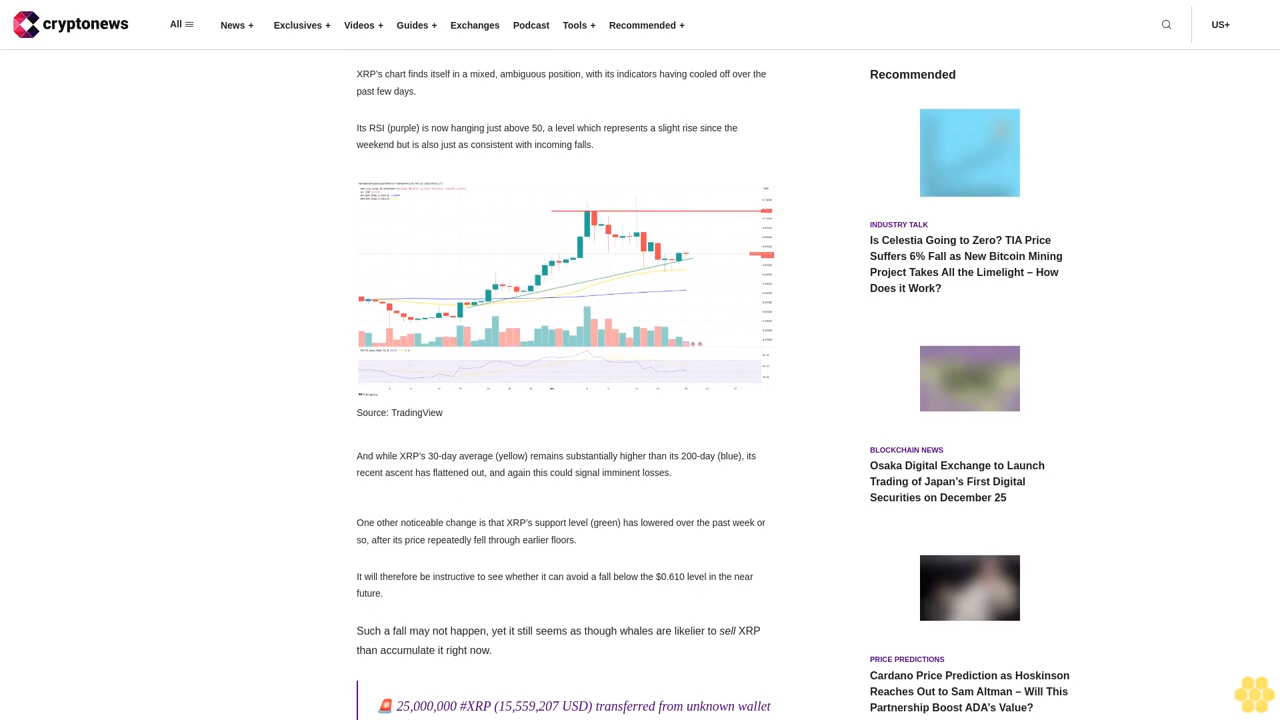 cryptonews
All
News +
Exclusives +
Videos +
Guides +
Exchanges
Podcast
Tools +
Recommended +
US+
XRP's chart finds itself in a mixed, ambiguous position, with its indicators having cooled off over the
past few days.
Its RSI (purple) is now hanging just above 50, a level which represents a slight rise since the
weekend but is also just as consistent with incoming falls.
Source: TradingView
And while XRP's 30-day average (yellow) remains substantially higher than its 200-day (blue), its
recent ascent has flattened out, and again this could signal imminent losses.
One other noticeable change is that XRP's support level (green) has lowered over the past week or
so, after its price repeatedly fell through earlier floors.
It will therefore be instructive to see whether it can avoid a fall below the $0.610 level in the near
future.
Such a fall may not happen, yet it still seems as though whales are likelier to sell XRP
than accumulate it right now.
🚨 25,000,000 #XRP (15,559,207 USD) transferred from unknown wallet
Recommended
INDUSTRY TALK
Is Celestia Going to Zero? TIA Price
Suffers 6% Fall as New Bitcoin Mining
Project Takes All the Limelight – How
Does it Work?
BLOCKCHAIN NEWS
Osaka Digital Exchange to Launch
Trading of Japan's First Digital
Securities on December 25
PRICE PREDICTIONS
Cardano Price Prediction as Hoskinson
Reaches Out to Sam Altman – Will This
Partnership Boost ADA's Value?